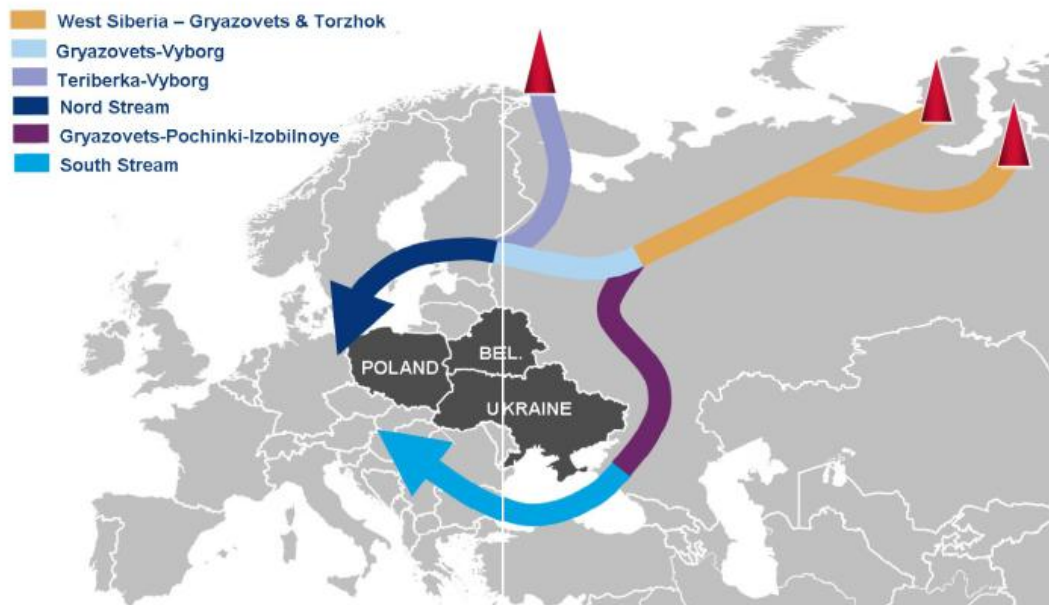 West Siberia – Gryazovets & Torzhok
Gryazovets-Vyborg
Teriberka-Vyborg
Nord Stream
Gryazovets-Pochinki-Izobilnoye
South Stream
POLAND
BEL.
UKRAINE